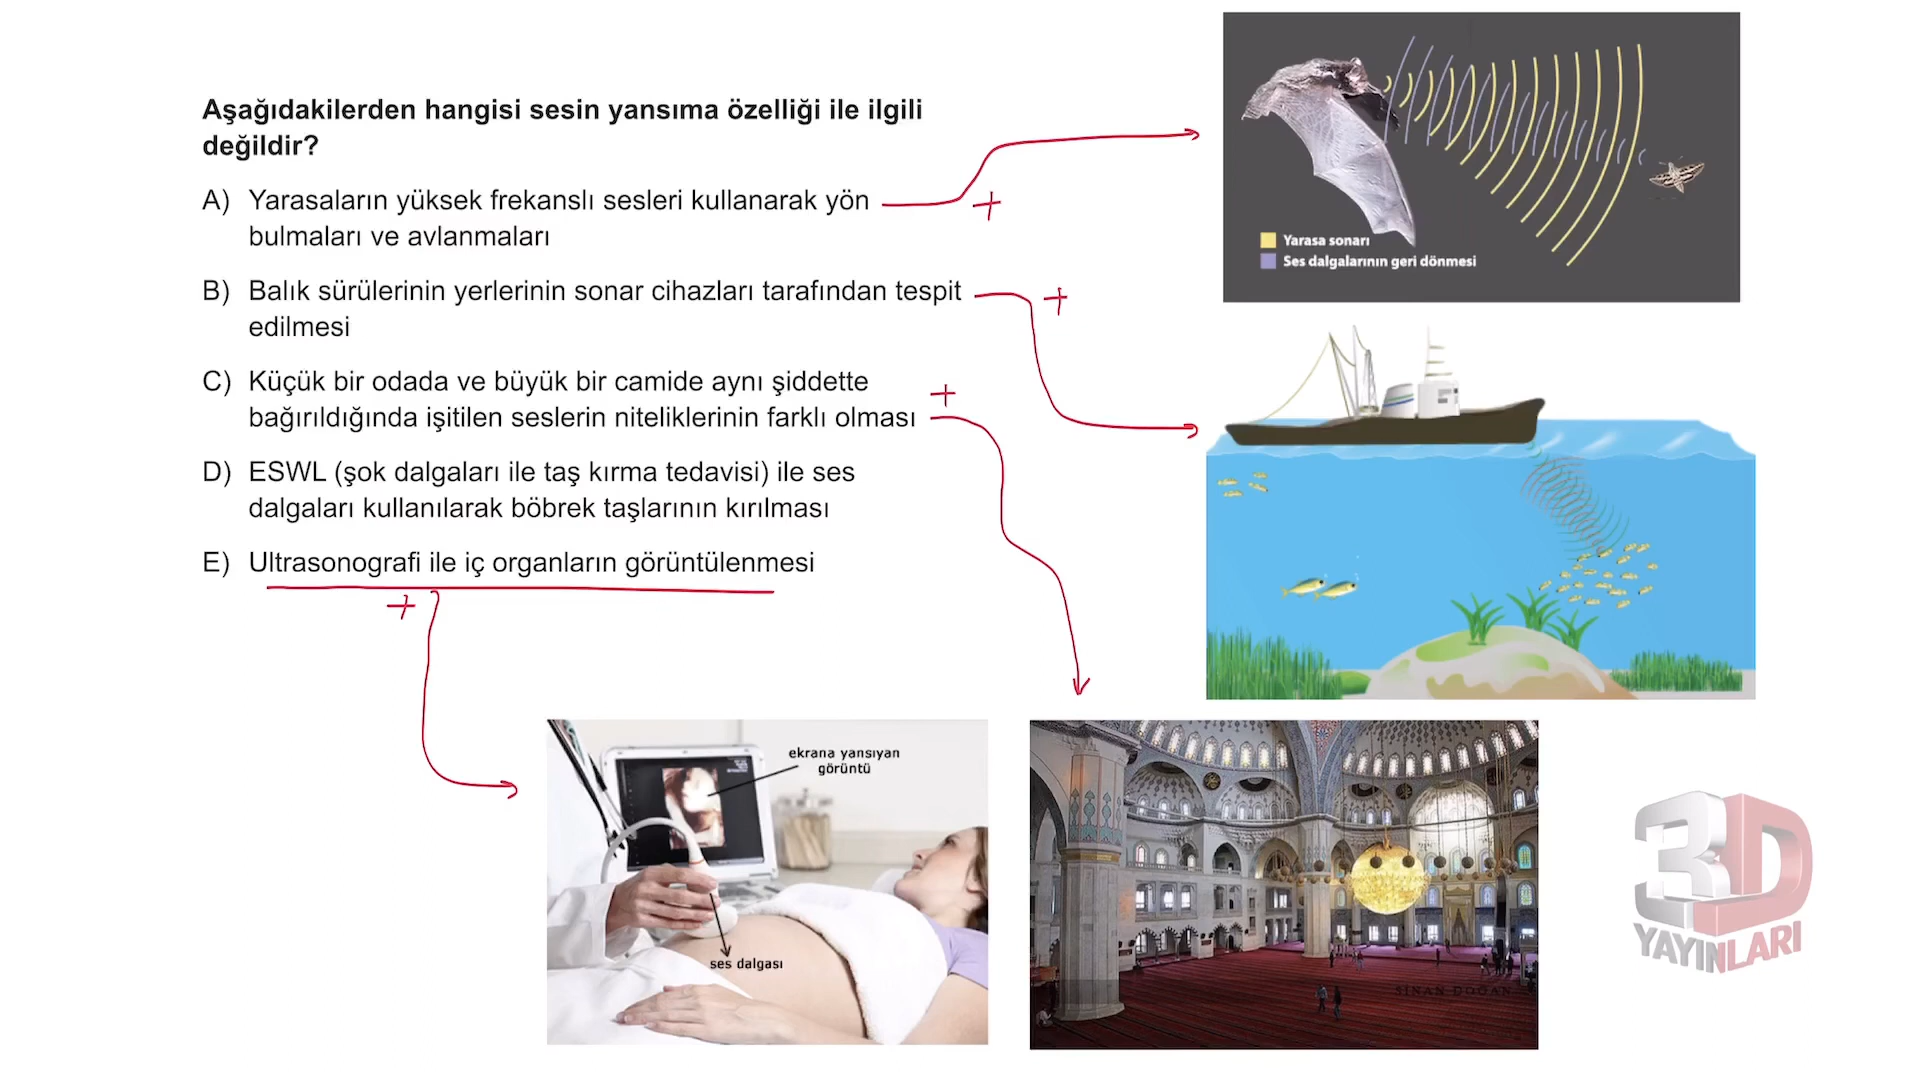 Aşağıdakilerden hangisi sesin yansıma özelliği ile ilgili
değildir?
A) Yarasaların yüksek frekanslı sesleri kullanarak yön
bulmaları ve avlanmaları
B) Balık sürülerinin yerlerinin sonar cihazları tarafından tespit
edilmesi
C) Küçük bir odada ve büyük bir camide aynı şiddette
bağırıldığında işitilen seslerin niteliklerinin farklı olması
D) ESWL (şok dalgaları ile taş kırma tedavisi) ile ses
dalgaları kullanılarak böbrek taşlarının kırılması
E) Ultrasonografi ile iç organların görüntülenmesi
+
+
+
+
Yarasa sonarı
Ses dalgalarının geri dönmesi
ekrana yansıyan
görüntü
ses dalgası
SİNAN DOĞAN
3D
YAYINLARI